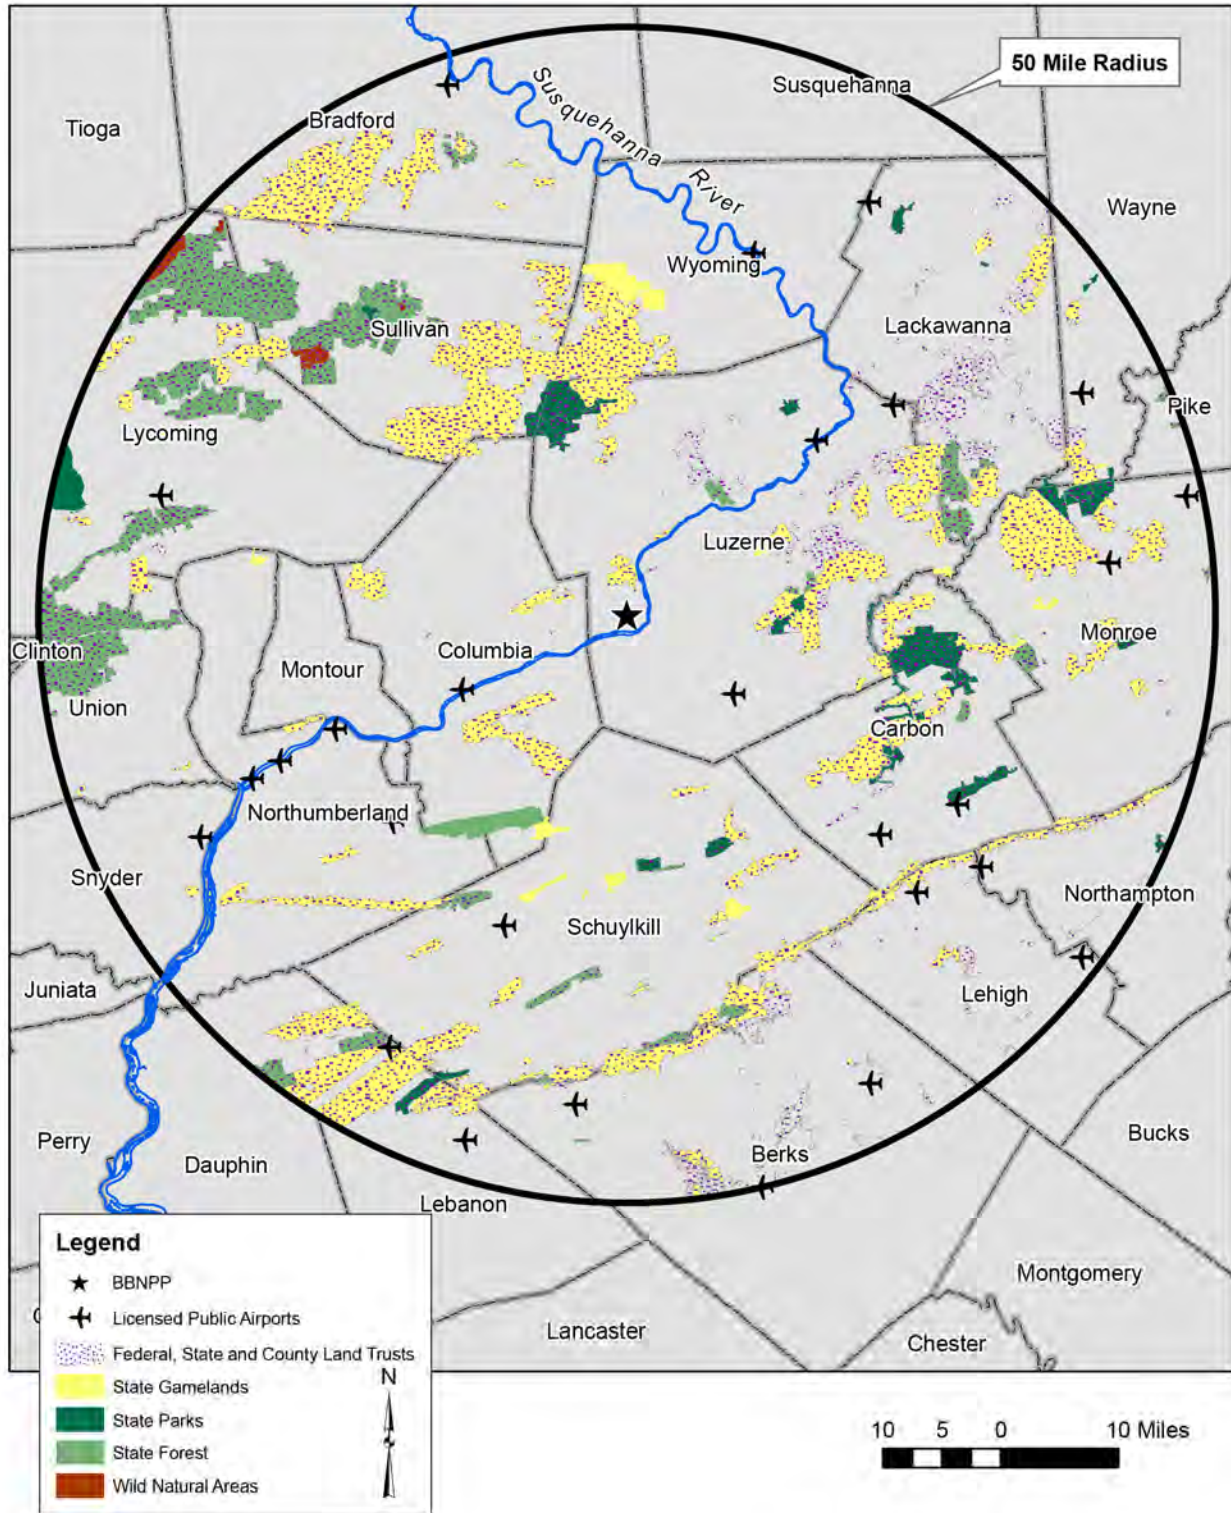 50 Mile Radius
Susquehanna
Bradford
Tioga
Susquehanna River
Wayne
Wyoming
Lackawanna
Sullivan
Pike
Lycoming
Luzerne
Clinton
Columbia
Monroe
Montour
Union
Carbon
Northumberland
Snyder
Northampton
Schuylkill
Juniata
Lehigh
Perry
Bucks
Dauphin
Berks
Lebanon
Montgomery
Lancaster
Chester
Legend
BBNPP
Licensed Public Airports
Federal, State and County Land Trusts
State Gamelands
N
State Parks
State Forest
Wild Natural Areas
10 5 0 10 Miles